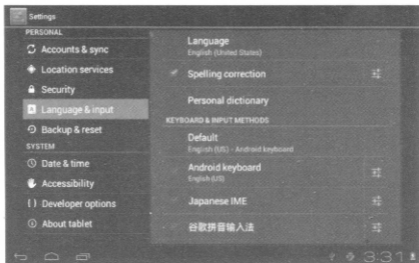 Settings
PERSONAL
Accounts & sync
Location services
Security
Language & input
Backup & reset
SYSTEM
Date & time
Accessibility
Developer options
About tablet
Language
English (United States)
Spelling correction
Personal dictionary
KEYBOARD & INPUT METHODS
Default
English (US) - Android keyboard
Android keyboard
English (US)
Japanese IME
谷歌拼音输入法
3:31